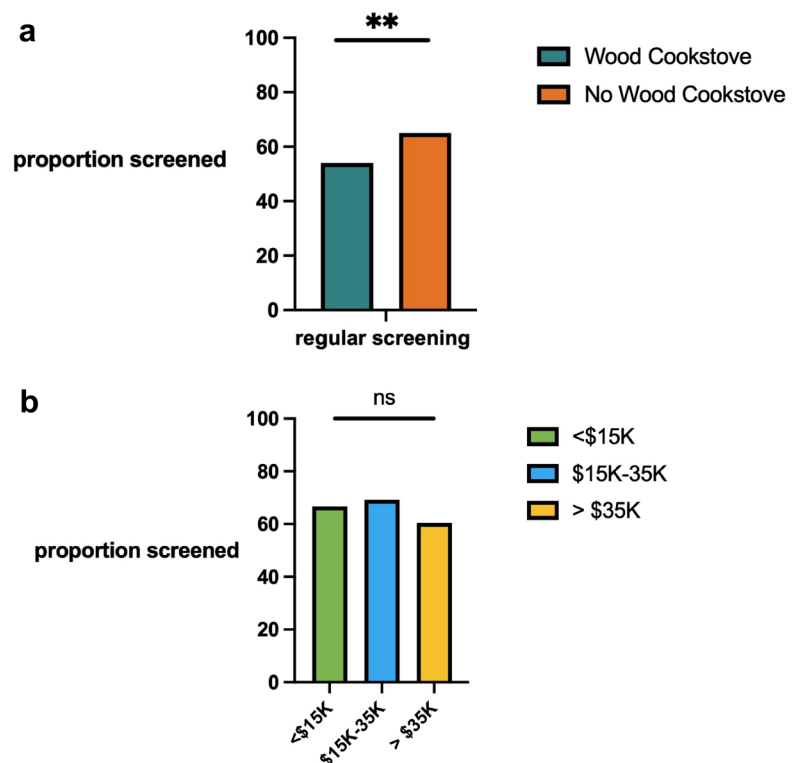 a
**
100
80
60
40
20
0
proportion screened
regular screening
Wood Cookstove
No Wood Cookstove
b
ns
100
80
60
40
20
0
proportion screened
<$15K
$15K-35K
> $35K
<$15K
$15K-35K
> $35K